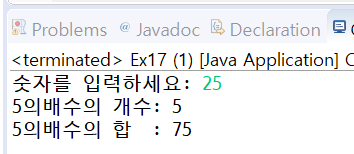 Problems @ Javadoc Declaration
<terminated> Ex17 (1) [Java Application] C
숫자를 입력하세요: 25
5의배수의 개수: 5
5의배수의 합  : 75